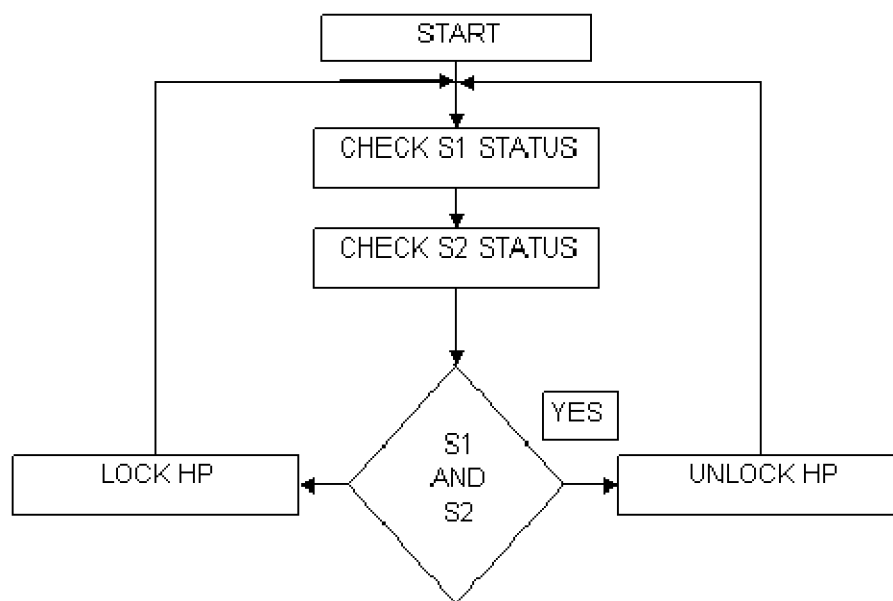 START
CHECK S1 STATUS
CHECK S2 STATUS
YES
S1
AND
S2
LOCK HP
UNLOCK HP